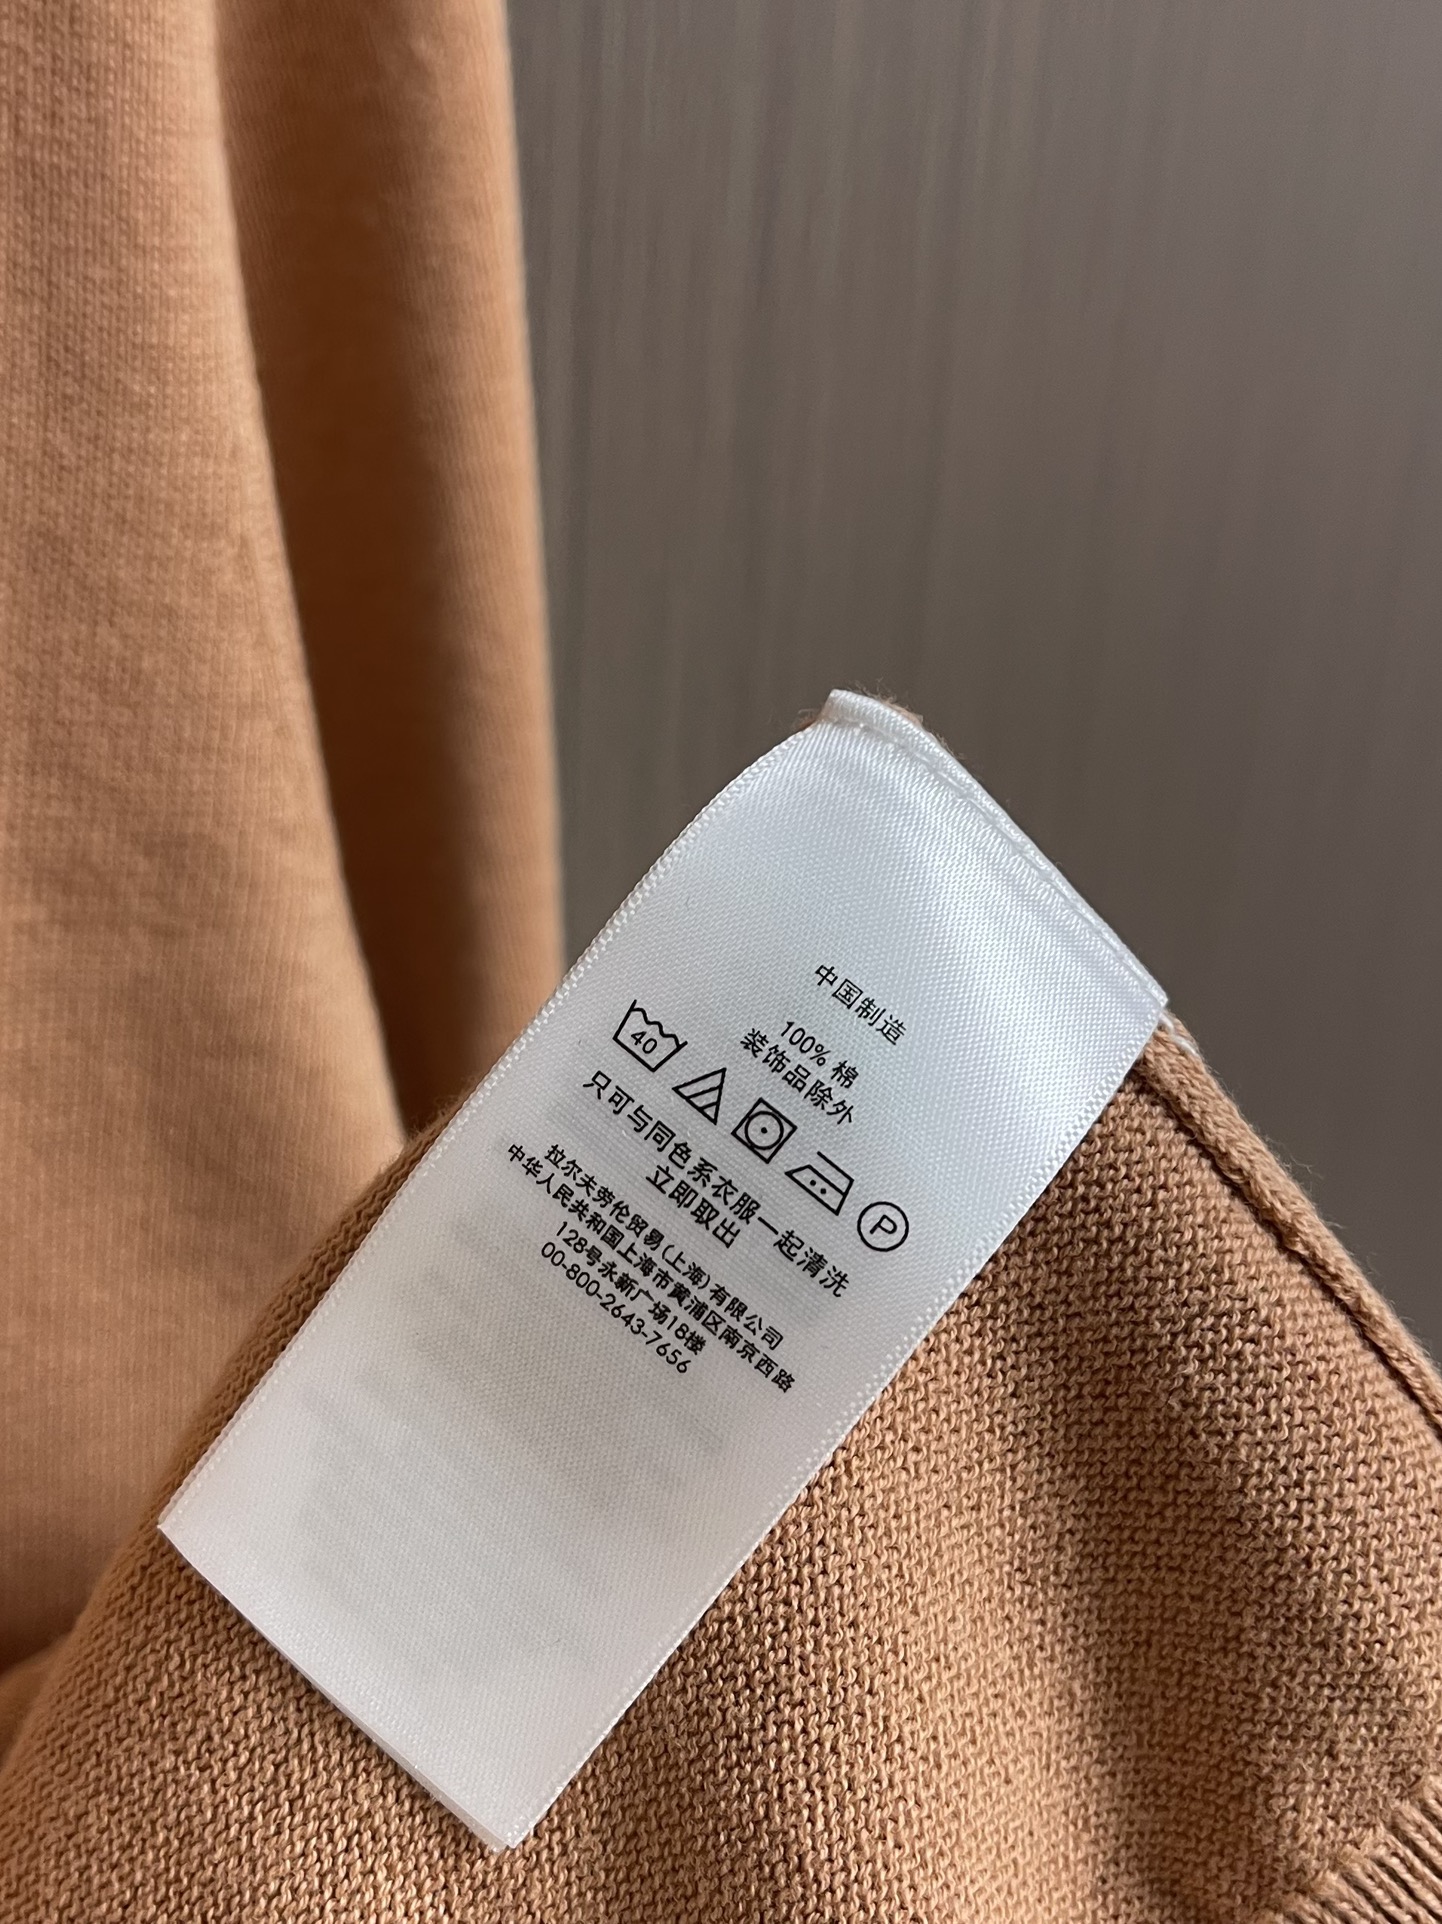 中国制造
100% 棉
装饰品除外
40
P
只可与同色系衣服一起清洗
立即取出
拉尔夫劳伦贸易(上海)有限公司
中华人民共和国上海市黄浦区南京西路
128号永新广场18楼
00-800-2643-7656